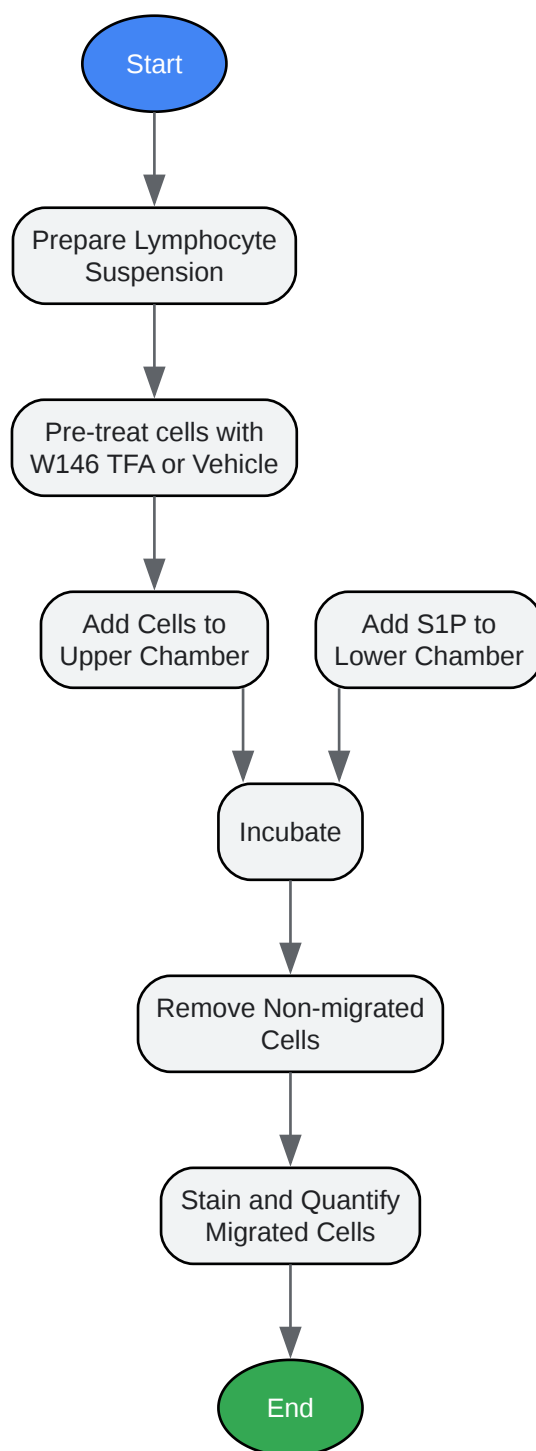 Start
Prepare Lymphocyte
Suspension
Pre-treat cells with
W146 TFA or Vehicle
Add Cells to
Upper Chamber
Add S1P to
Lower Chamber
Incubate
Remove Non-migrated
Cells
Stain and Quantify
Migrated Cells
End